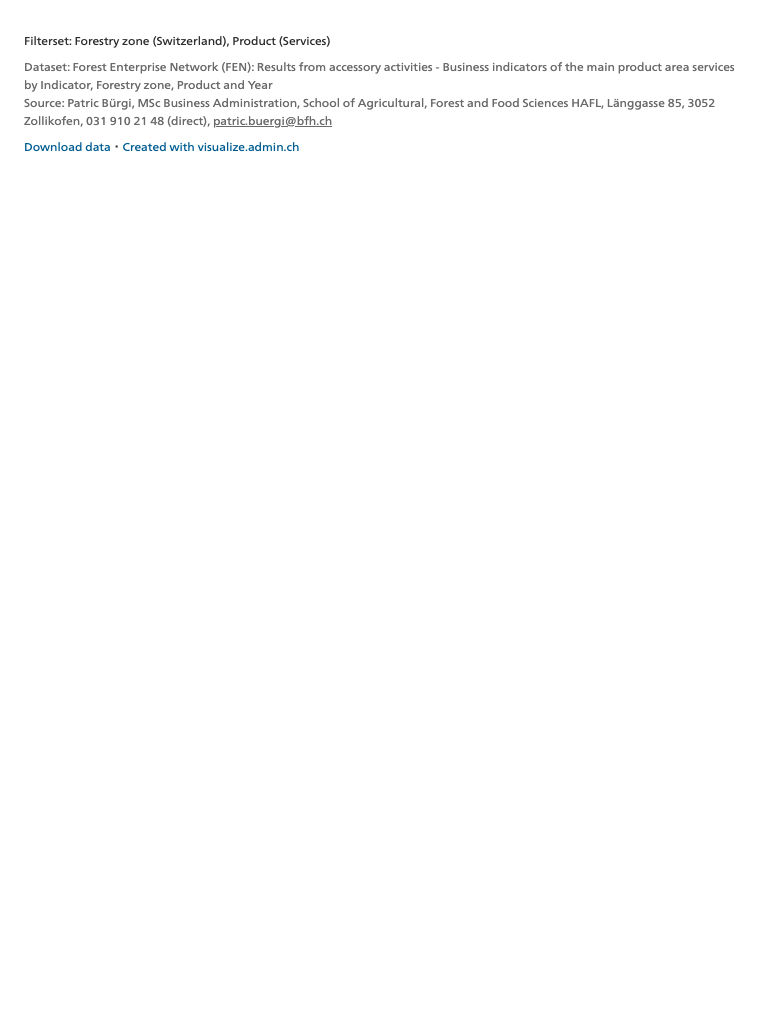 Filterset: Forestry zone (Switzerland), Product (Services)
Dataset: Forest Enterprise Network (FEN): Results from accessory activities - Business indicators of the main product area services
by Indicator, Forestry zone, Product and Year
Source: Patric Bürgi, MSc Business Administration, School of Agricultural, Forest and Food Sciences HAFL, Länggasse 85, 3052
Zollikofen, 031 910 21 48 (direct), patric.buergi@bfh.ch
Download data • Created with visualize.admin.ch